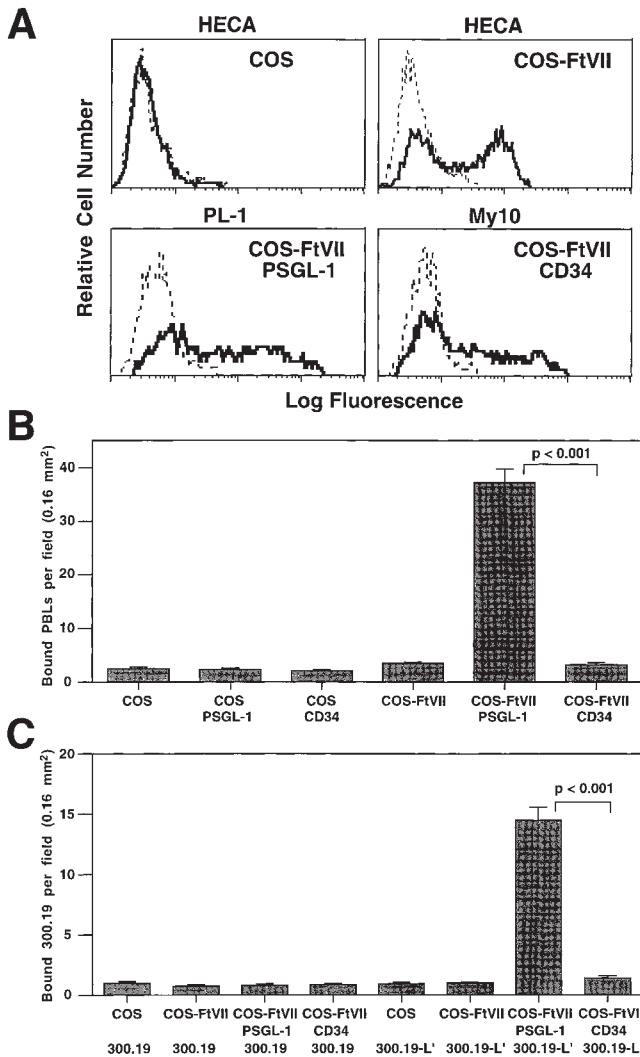 A
HECA
HECA
COS
COS-FtVII
Relative Cell Number
PL-1
My10
COS-FtVII
PSGL-1
COS-FtVII
CD34
Log Fluorescence
B
Bound PBLs per field (0.16 mm²)
40
30
20
10
0
p < 0.001
COS
COS
PSGL-1
COS
CD34
COS-FtVII
COS-FtVII
PSGL-1
COS-FtVII
CD34
C
Bound 300.19 per field (0.16 mm²)
20
15
10
5
0
p < 0.001
COS COS-FtVII COS-FtVII COS-FtVII COS COS-FtVII COS-FtVII COS-FtVI
PSGL-1 CD34 PSGL-1 CD34
300.19 300.19 300.19 300.19 300.19-L' 300.19-L' 300.19-L' 300.19-L